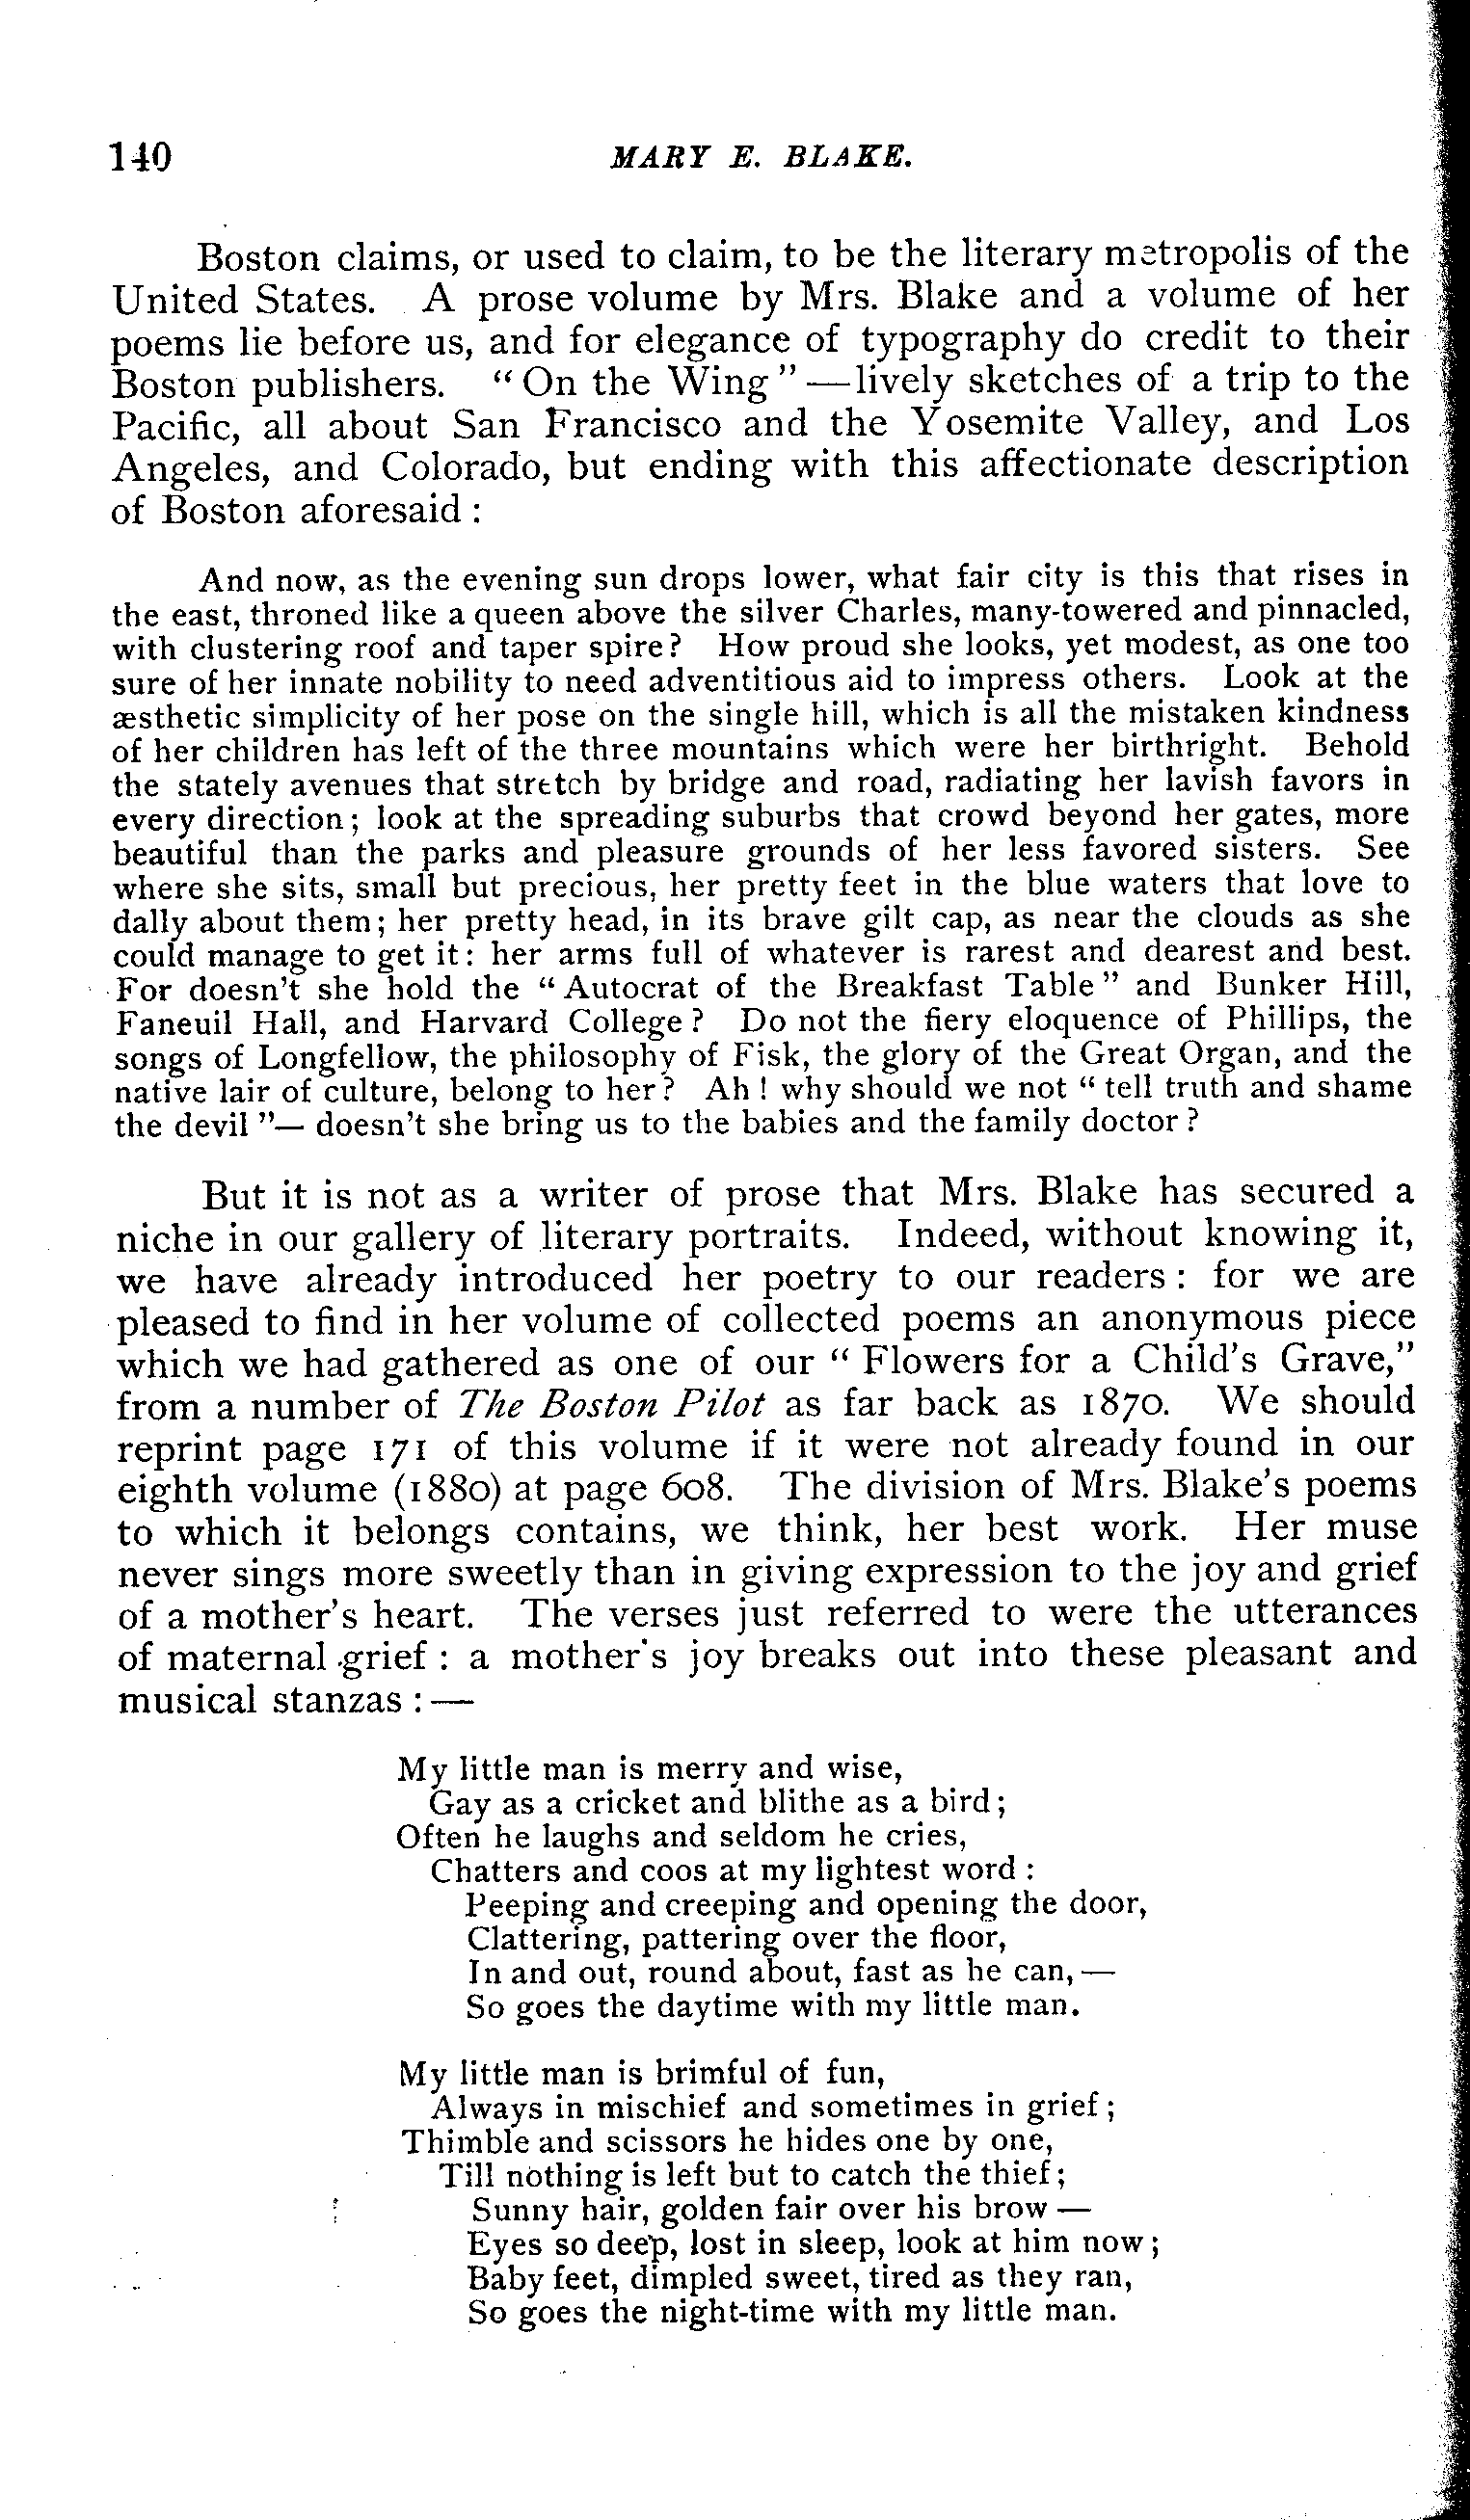 140 MARY E. BLAKE.
Boston claims, or used to claim, to be the literary metropolis of the
United States. A prose volume by Mrs. Blake and a volume of her
poems lie before us, and for elegance of typography do credit to their
Boston publishers. “On the Wing”—lively sketches of a trip to the
Pacific, all about San Francisco and the Yosemite Valley, and Los
Angeles, and Colorado, but ending with this affectionate description
of Boston aforesaid :
And now, as the evening sun drops lower, what fair city is this that rises in
the east, throned like a queen above the silver Charles, many-towered and pinnacled,
with clustering roof and taper spire? How proud she looks, yet modest, as one too
sure of her innate nobility to need adventitious aid to impress others. Look at the
æsthetic simplicity of her pose on the single hill, which is all the mistaken kindness
of her children has left of the three mountains which were her birthright. Behold
the stately avenues that stretch by bridge and road, radiating her lavish favors in
every direction; look at the spreading suburbs that crowd beyond her gates, more
beautiful than the parks and pleasure grounds of her less favored sisters. See
where she sits, small but precious, her pretty feet in the blue waters that love to
dally about them; her pretty head, in its brave gilt cap, as near the clouds as she
could manage to get it: her arms full of whatever is rarest and dearest and best.
For doesn't she hold the “Autocrat of the Breakfast Table” and Bunker Hill,
Faneuil Hall, and Harvard College? Do not the fiery eloquence of Phillips, the
songs of Longfellow, the philosophy of Fisk, the glory of the Great Organ, and the
native lair of culture, belong to her? Ah! why should we not “tell truth and shame
the devil”— doesn't she bring us to the babies and the family doctor?
But it is not as a writer of prose that Mrs. Blake has secured a
niche in our gallery of literary portraits. Indeed, without knowing it,
we have already introduced her poetry to our readers: for we are
pleased to find in her volume of collected poems an anonymous piece
which we had gathered as one of our “Flowers for a Child's Grave,”
from a number of The Boston Pilot as far back as 1870. We should
reprint page 171 of this volume if it were not already found in our
eighth volume (1880) at page 608. The division of Mrs. Blake's poems
to which it belongs contains, we think, her best work. Her muse
never sings more sweetly than in giving expression to the joy and grief
of a mother's heart. The verses just referred to were the utterances
of maternal grief: a mother's joy breaks out into these pleasant and
musical stanzas :—
My little man is merry and wise,
Gay as a cricket and blithe as a bird;
Often he laughs and seldom he cries,
Chatters and coos at my lightest word :
Peeping and creeping and opening the door,
Clattering, pattering over the floor,
In and out, round about, fast as he can,—
So goes the daytime with my little man.
My little man is brimful of fun,
Always in mischief and sometimes in grief;
Thimble and scissors he hides one by one,
Till nothing is left but to catch the thief;
Sunny hair, golden fair over his brow —
Eyes so deep, lost in sleep, look at him now;
Baby feet, dimpled sweet, tired as they ran,
So goes the night-time with my little man.